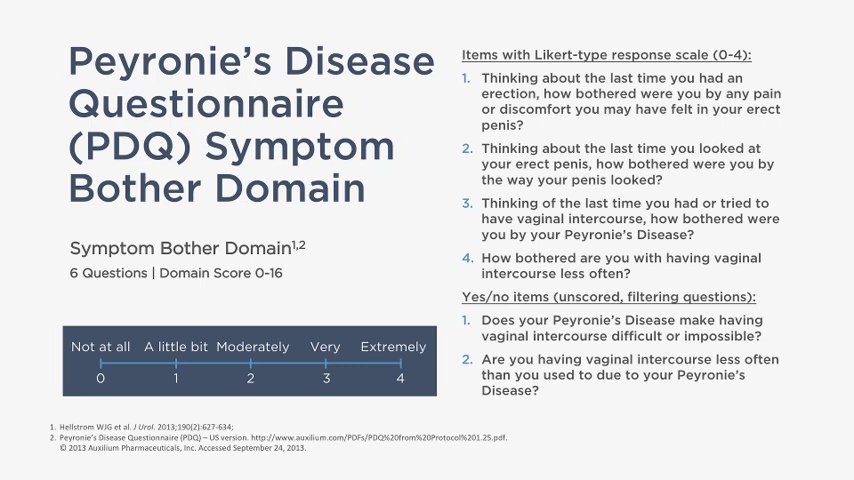 Peyronie's Disease
Questionnaire
(PDQ) Symptom
Bother Domain
Symptom Bother Domain1,2
6 Questions | Domain Score 0-16
Not at all A little bit Moderately Very Extremely
0 1 2 3 4
Items with Likert-type response scale (0-4):
1. Thinking about the last time you had an
erection, how bothered were you by any pain
or discomfort you may have felt in your erect
penis?
2. Thinking about the last time you looked at
your erect penis, how bothered were you by
the way your penis looked?
3. Thinking of the last time you had or tried to
have vaginal intercourse, how bothered were
you by your Peyronie's Disease?
4. How bothered are you with having vaginal
intercourse less often?
Yes/no items (unscored, filtering questions):
1. Does your Peyronie's Disease make having
vaginal intercourse difficult or impossible?
2. Are you having vaginal intercourse less often
than you used to due to your Peyronie's
Disease?
1. Hellstrom WJG et al. J Urol. 2013;190(2):627-634;
2. Peyronie's Disease Questionnaire (PDQ) – US version. http://www.auxilium.com/PDFs/PDQ%20from%20Protocol%201.25.pdf.
© 2013 Auxilium Pharmaceuticals, Inc. Accessed September 24, 2013.